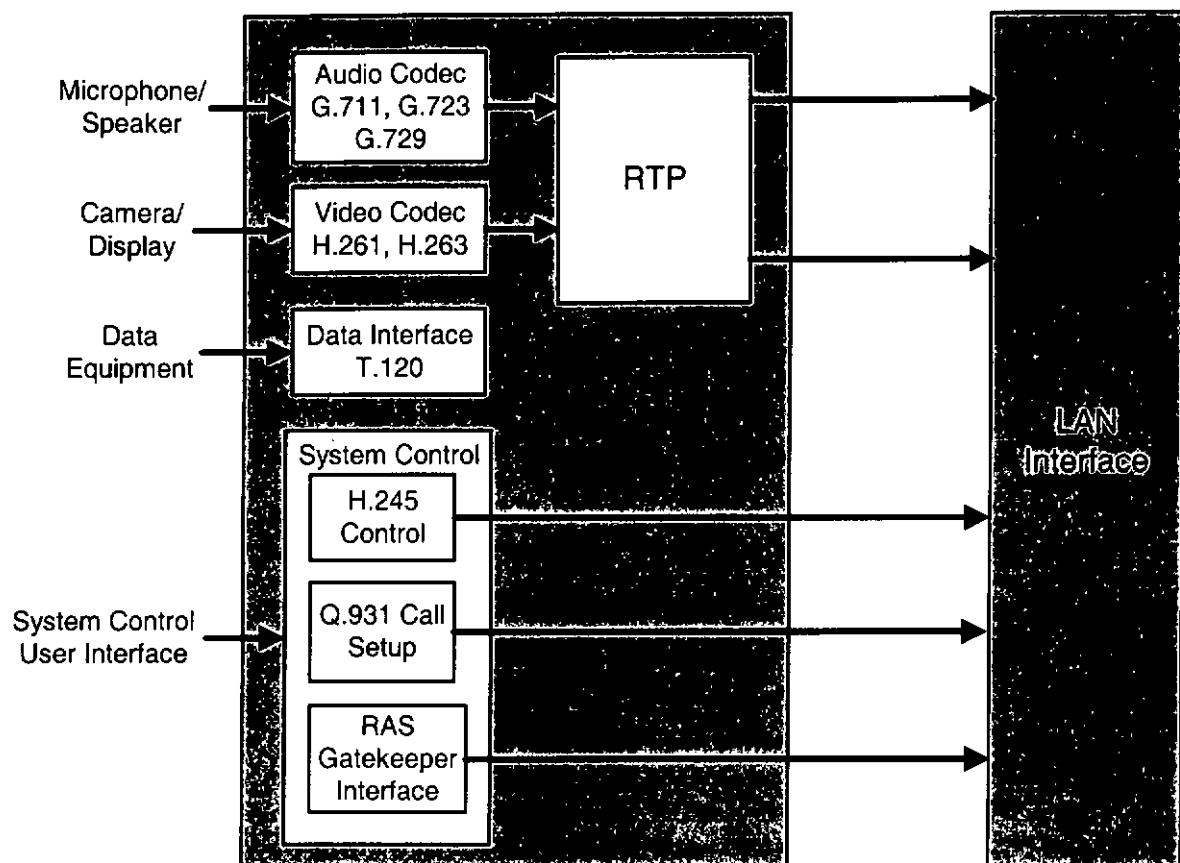 Microphone/
Speaker
Audio Codec
G.711, G.723
G.729
RTP
Camera/
Display
Video Codec
H.261, H.263
Data
Equipment
Data Interface
T.120
LAN
Interface
System Control
H.245
Control
System Control
User Interface
Q.931 Call
Setup
RAS
Gatekeeper
Interface